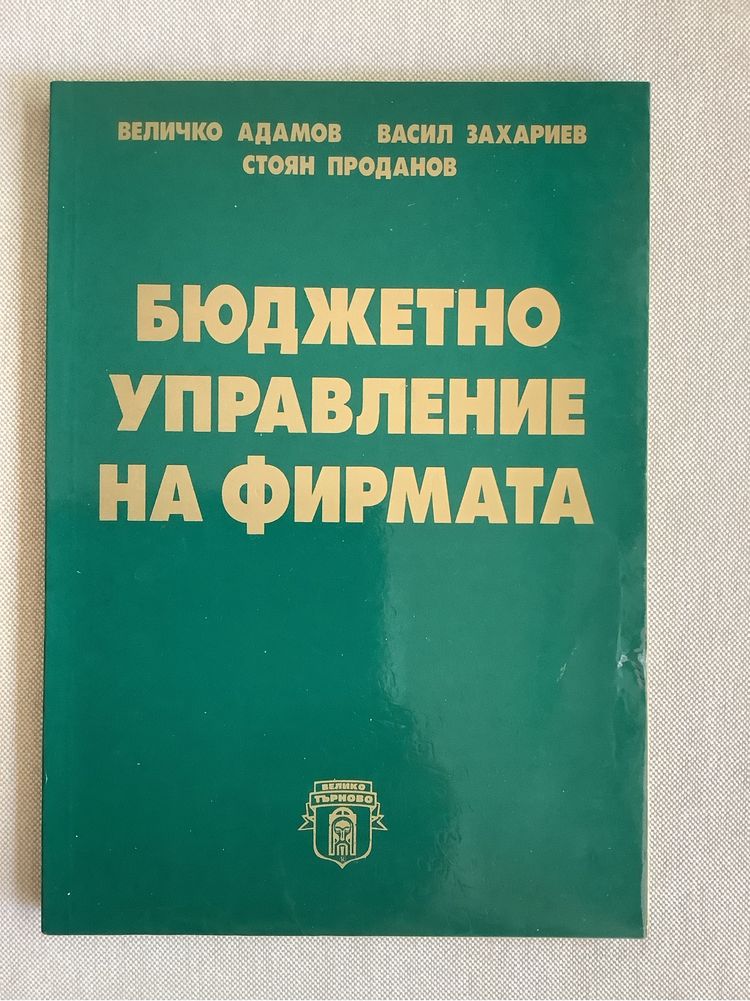 ВЕЛИЧКО АДАМОВ ВАСИЛ ЗАХАРИЕВ
СТОЯН ПРОДАНОВ
БЮДЖЕТНО
УПРАВЛЕНИЕ
НА ФИРМАТА
ВЕЛИКО
ТЪРНОВО